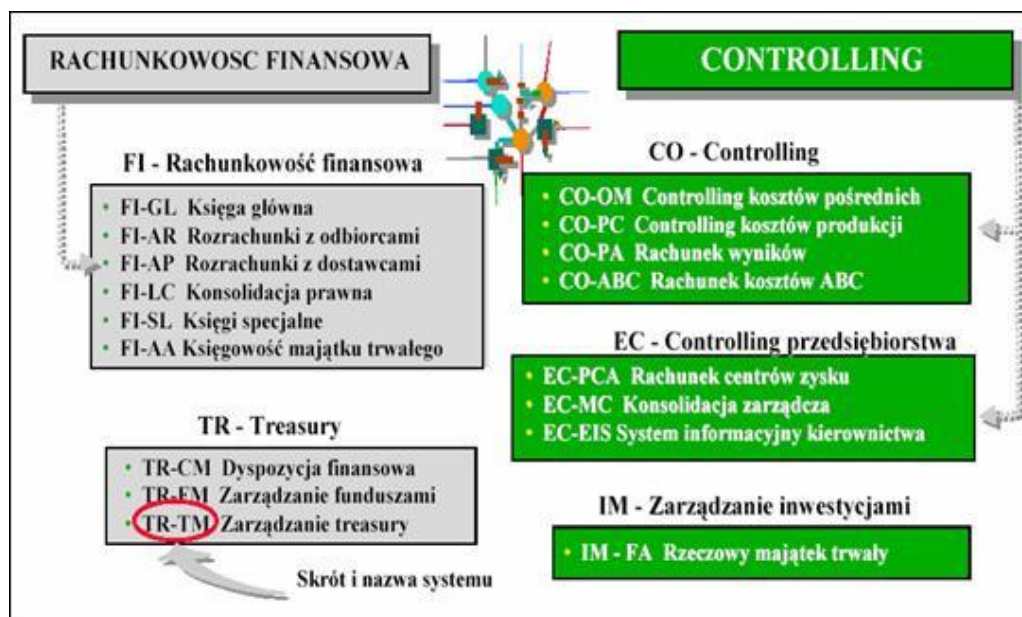 RACHUNKOWOSC FINANSOWA
FI - Rachunkowość finansowa
• FI-GL Księga główna
• FI-AR Rozrachunki z odbiorcami
• FI-AP Rozrachunki z dostawcami
• FI-LC Konsolidacja prawna
• FI-SL Księgi specjalne
• FI-AA Księgowość majątku trwałego
TR - Treasury
• TR-CM Dyspozycja finansowa
• TR-FM Zarządzanie funduszami
• TR-TM Zarządzanie treasury
Skrót i nazwa systemu
CONTROLLING
CO - Controlling
• CO-OM Controlling kosztów pośrednich
• CO-PC Controlling kosztów produkcji
• CO-PA Rachunek wyników
• CO-ABC Rachunek kosztów ABC
EC - Controlling przedsiębiorstwa
• EC-PCA Rachunek centrów zysku
• EC-MC Konsolidacja zarządcza
• EC-EIS System informacyjny kierownictwa
IM - Zarządzanie inwestycjami
• IM - FA Rzeczowy majątek trwały